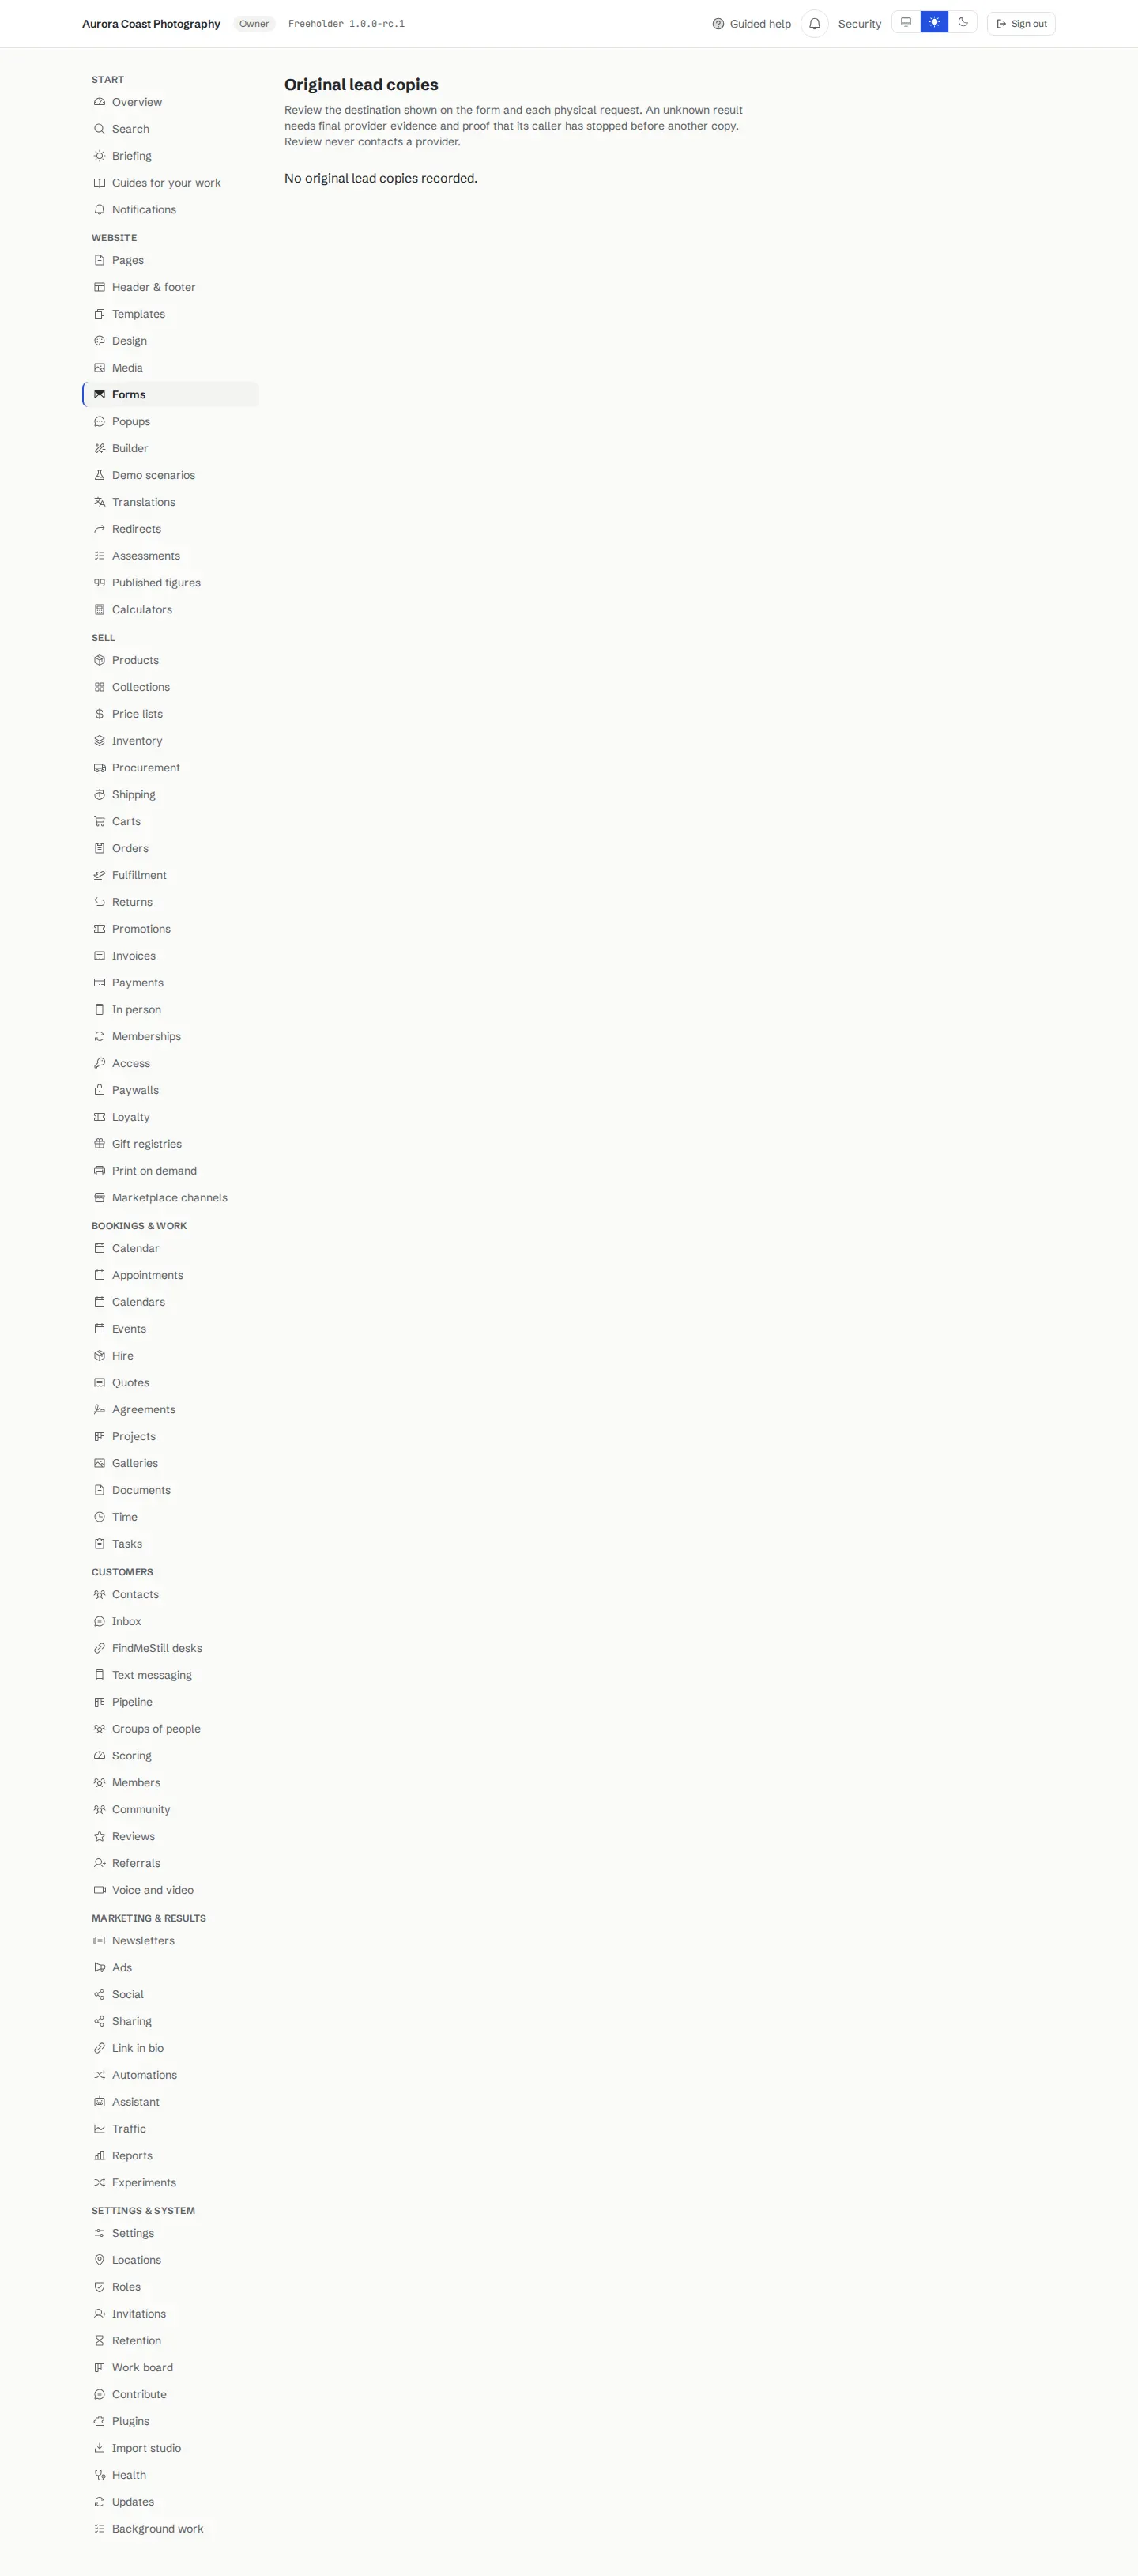 Aurora Coast Photography
Owner
Freeholder 1.0.0-rc.1
Guided help
Security
Sign out
START
Overview
Search
Briefing
Guides for your work
Notifications
WEBSITE
Pages
Header & footer
Templates
Design
Media
Forms
Popups
Builder
Demo scenarios
Translations
Redirects
Assessments
Published figures
Calculators
SELL
Products
Collections
Price lists
Inventory
Procurement
Shipping
Carts
Orders
Fulfillment
Returns
Promotions
Invoices
Payments
In person
Memberships
Access
Paywalls
Loyalty
Gift registries
Print on demand
Marketplace channels
BOOKINGS & WORK
Calendar
Appointments
Calendars
Events
Hire
Quotes
Agreements
Projects
Galleries
Documents
Time
Tasks
CUSTOMERS
Contacts
Inbox
FindMeStill desks
Text messaging
Pipeline
Groups of people
Scoring
Members
Community
Reviews
Referrals
Voice and video
MARKETING & RESULTS
Newsletters
Ads
Social
Sharing
Link in bio
Automations
Assistant
Traffic
Reports
Experiments
SETTINGS & SYSTEM
Settings
Locations
Roles
Invitations
Retention
Work board
Contribute
Plugins
Import studio
Health
Updates
Background work
Original lead copies
Review the destination shown on the form and each physical request. An unknown result
needs final provider evidence and proof that its caller has stopped before another copy.
Review never contacts a provider.
No original lead copies recorded.